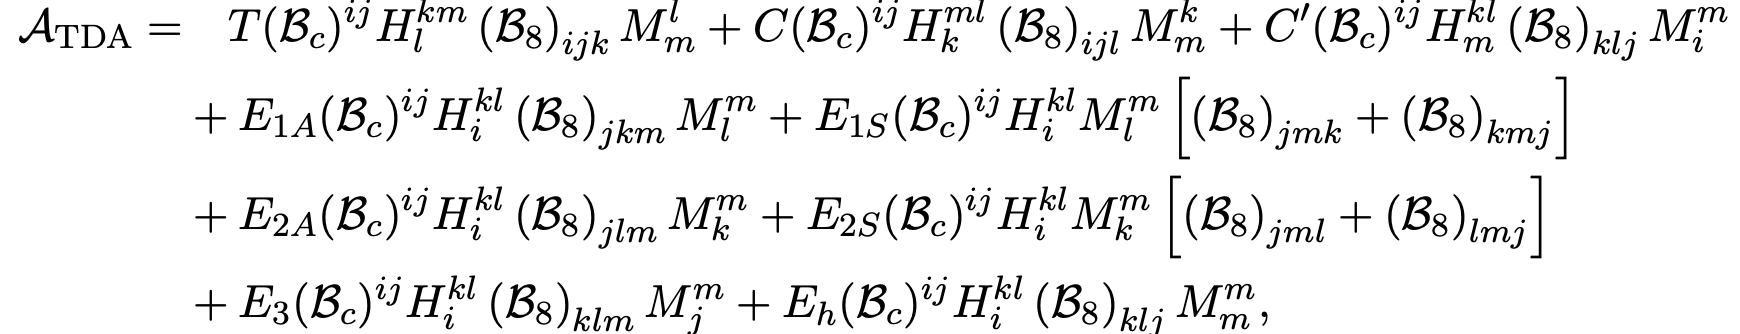 𝒜_TDA = T(ℬ_c)^{ij} H_l^{km} (ℬ_8)_{ijk} M_m^l + C(ℬ_c)^{ij} H_k^{ml} (ℬ_8)_{ijl} M_m^k + C′(ℬ_c)^{ij} H_m^{kl} (ℬ_8)_{klj} M_i^m
+ E_{1A}(ℬ_c)^{ij} H_i^{kl} (ℬ_8)_{jkm} M_l^m + E_{1S}(ℬ_c)^{ij} H_i^{kl} M_l^m [(ℬ_8)_{jmk} + (ℬ_8)_{kmj}]
+ E_{2A}(ℬ_c)^{ij} H_i^{kl} (ℬ_8)_{jlm} M_k^m + E_{2S}(ℬ_c)^{ij} H_i^{kl} M_k^m [(ℬ_8)_{jml} + (ℬ_8)_{lmj}]
+ E_3(ℬ_c)^{ij} H_i^{kl} (ℬ_8)_{klm} M_j^m + E_h(ℬ_c)^{ij} H_i^{kl} (ℬ_8)_{klj} M_m^m,